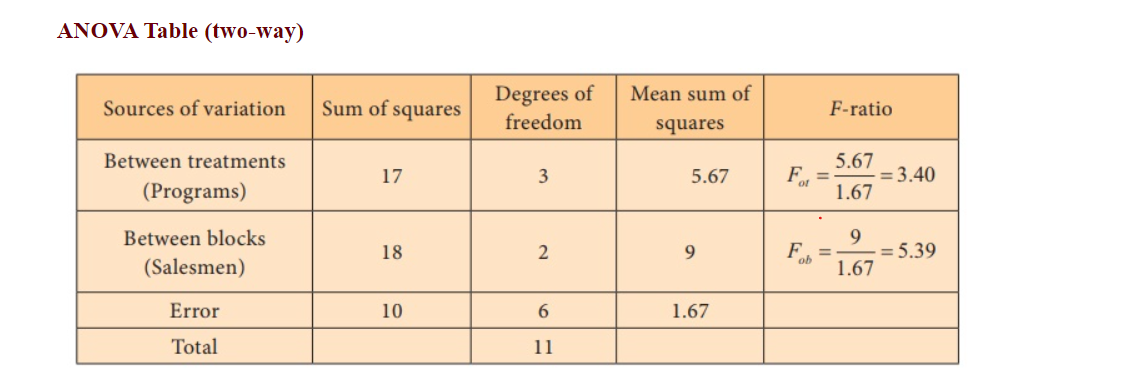 ANOVA Table (two-way)
Sources of variation Sum of squares Degrees of freedom Mean sum of squares F-ratio
Between treatments (Programs) 17 3 5.67 F_ot = 5.67/1.67 = 3.40
Between blocks (Salesmen) 18 2 9 F_ob = 9/1.67 = 5.39
Error 10 6 1.67
Total 11